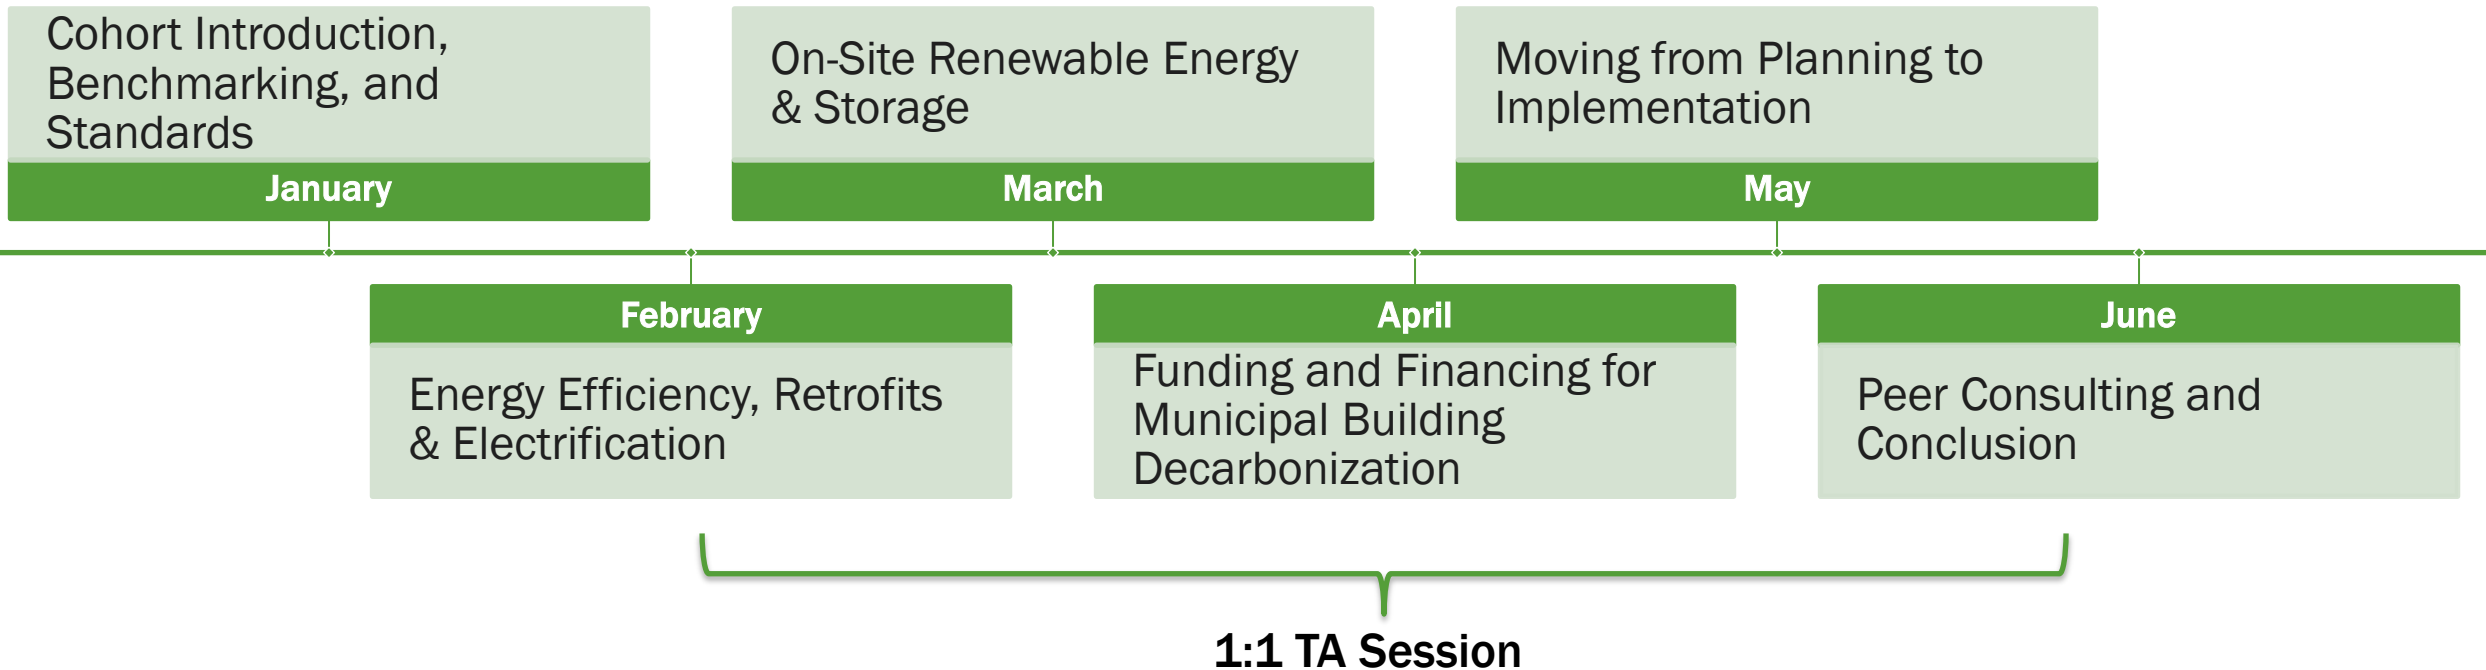 Cohort Introduction,
Benchmarking, and
Standards
January
February
Energy Efficiency, Retrofits
& Electrification
On-Site Renewable Energy
& Storage
March
April
Funding and Financing for
Municipal Building
Decarbonization
Moving from Planning to
Implementation
May
June
Peer Consulting and
Conclusion
1:1 TA Session